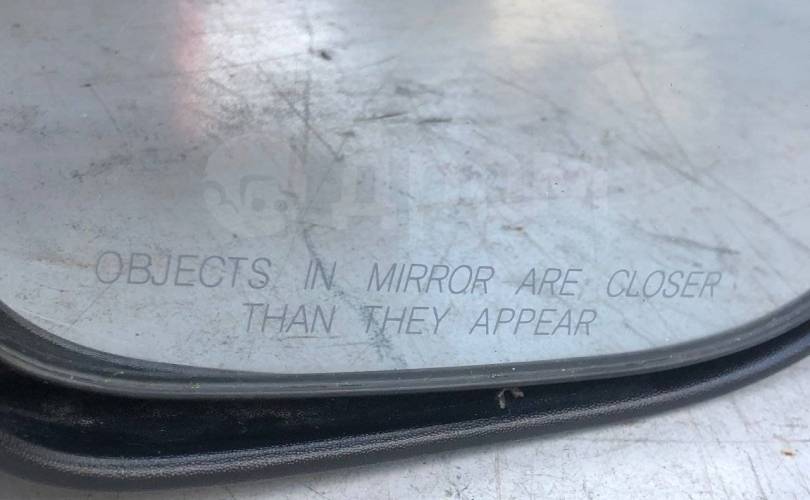 OBJECTS IN MIRROR ARE CLOSER
THAN THEY APPEAR